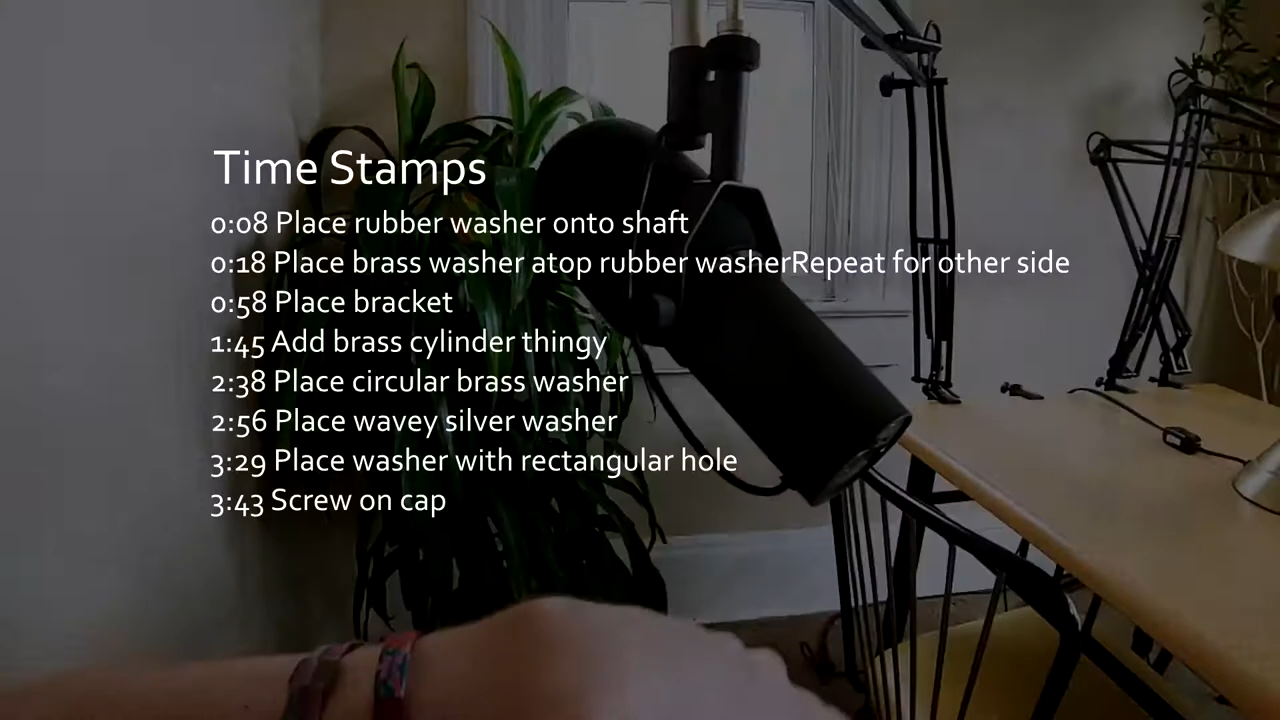 Time Stamps
0:08 Place rubber washer onto shaft
0:18 Place brass washer atop rubber washerRepeat for other side
0:58 Place bracket
1:45 Add brass cylinder thingy
2:38 Place circular brass washer
2:56 Place wavey silver washer
3:29 Place washer with rectangular hole
3:43 Screw on cap